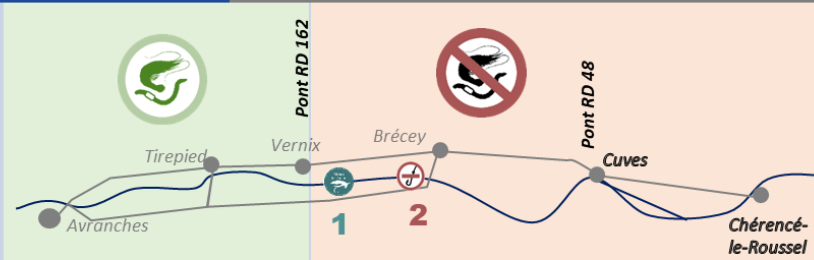 Pont RD 162
Pont RD 48
Brécey
Vernix
Tirepied
Cuves
Avranches
1
2
Chérencé-
le-Roussel